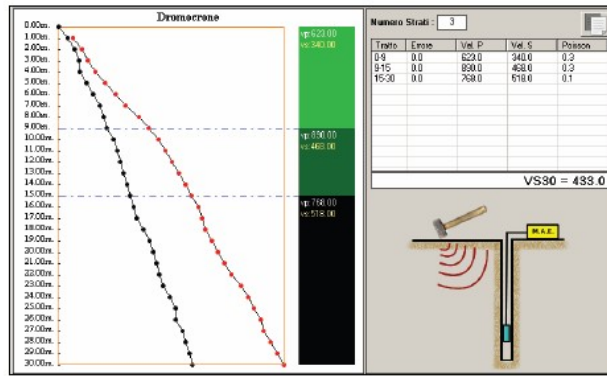 Dromocrone
0.00m.
1.00m.
2.00m.
3.00m.
4.00m.
5.00m.
6.00m.
7.00m.
8.00m.
9.00m.
10.00m.
11.00m.
12.00m.
13.00m.
14.00m.
15.00m.
16.00m.
17.00m.
18.00m.
19.00m.
20.00m.
21.00m.
22.00m.
23.00m.
24.00m.
25.00m.
26.00m.
27.00m.
28.00m.
29.00m.
30.00m.
vp:623.00
vs:340.00
vp:890.00
vs:468.00
vp:768.00
vs:518.00
Numero Strati : 3
Tratto Errore Vel. P Vel. S Poisson
0-9 0.0 623.0 340.0 0.3
9-15 0.0 890.0 468.0 0.3
15-30 0.0 768.0 518.0 0.1
VS30 = 433.0
M.A.E.